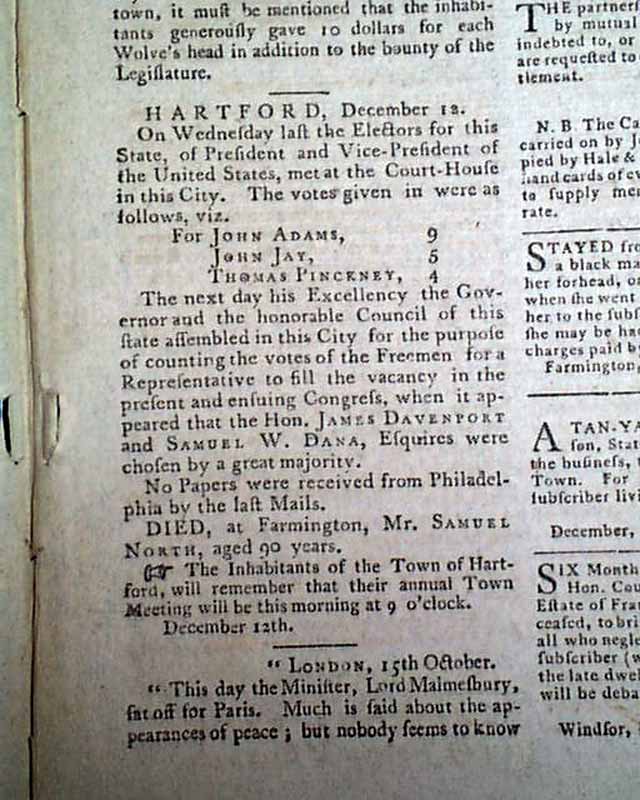 town, it muſt be mentioned that the inhabi-
tants generouſly gave 10 dollars for each
Wolve's head in addition to the bounty of the
Legiſlature.
HARTFORD, December 12.
On Wedneſday laſt the Electors for this
State, of Preſident and Vice-Preſident of
the United States, met at the Court-Houſe
in this City. The votes given in were as
follows, viz.
For JOHN ADAMS, 9
JOHN JAY, 5
THOMAS PINCKNEY, 4
The next day his Excellency the Gov-
ernor and the honorable Council of this
ſtate aſſembled in this City for the purpoſe
of counting the votes of the Freemen for a
Repreſentative to fill the vacancy in the
preſent and enſuing Congreſs, when it ap-
peared that the Hon. JAMES DAVENPORT
and SAMUEL W. DANA, Eſquires were
choſen by a great majority.
No Papers were received from Philadel-
phia by the laſt Mails.
DIED, at Farmington, Mr. SAMUEL
NORTH, aged 90 years.
☞ The Inhabitants of the Town of Hart-
ford, will remember that their annual Town
Meeting will be this morning at 9 o'clock.
December 12th.
" LONDON, 15th October.
" This day the Miniſter, Lord Malmeſbury,
ſat off for Paris. Much is ſaid about the ap-
pearances of peace ; but nobody ſeems to know
THE partner
by mutual
indebted to, or
are requeſted to
tlement.
N. B. The Ca
carried on by J
pied by Hale &
hand cards of ev
to ſupply me
rate.
STAYED fro
a black ma
her forhead, o
when ſhe went
her to the ſubſ
ſhe may be ha
charges paid b
Farmington,
A TAN-YA
ſon, Stat
the buſineſs, t
Town. For
ſubſcriber livi
December,
SIX Month
Hon. Cou
Eſtate of Fra
ceaſed, to bri
all who negle
ſubſcriber (w
the late dwel
will be deba
Windſor,